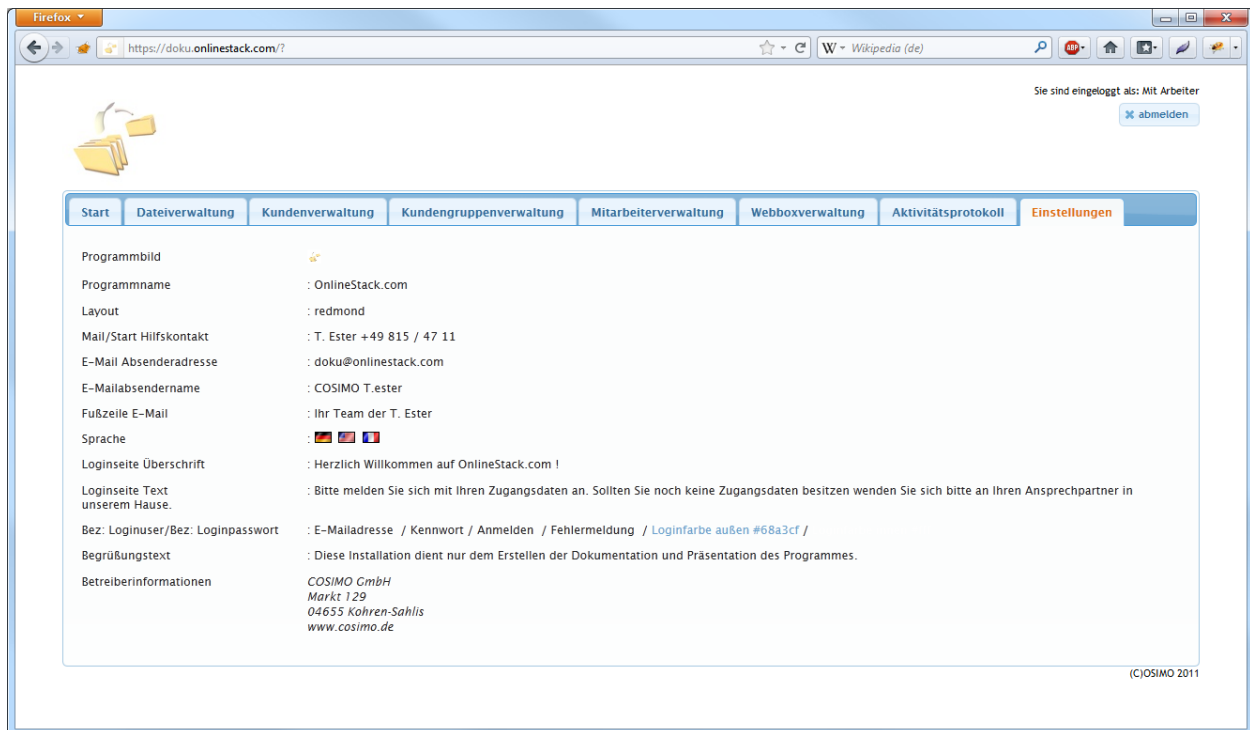 Firefox
https://doku.onlinestack.com/?
W Wikipedia (de)
ABP
Sie sind eingeloggt als: Mit Arbeiter
abmelden
Start Dateiverwaltung Kundenverwaltung Kundengruppenverwaltung Mitarbeiterverwaltung Webboxverwaltung Aktivitätsprotokoll Einstellungen
Programmbild
Programmname : OnlineStack.com
Layout : redmond
Mail/Start Hilfskontakt : T. Ester +49 815 / 47 11
E-Mail Absenderadresse : doku@onlinestack.com
E-Mailabsendername : COSIMO T.ester
Fußzeile E-Mail : Ihr Team der T. Ester
Sprache :
Loginseite Überschrift : Herzlich Willkommen auf OnlineStack.com !
Loginseite Text : Bitte melden Sie sich mit Ihren Zugangsdaten an. Sollten Sie noch keine Zugangsdaten besitzen wenden Sie sich bitte an Ihren Ansprechpartner in
unserem Hause.
Bez: Loginuser/Bez: Loginpasswort : E-Mailadresse / Kennwort / Anmelden / Fehlermeldung / Loginfarbe außen #68a3cf /
Begrüßungstext : Diese Installation dient nur dem Erstellen der Dokumentation und Präsentation des Programmes.
Betreiberinformationen COSIMO GmbH
Markt 129
04655 Kohren-Sahlis
www.cosimo.de
(C)OSIMO 2011